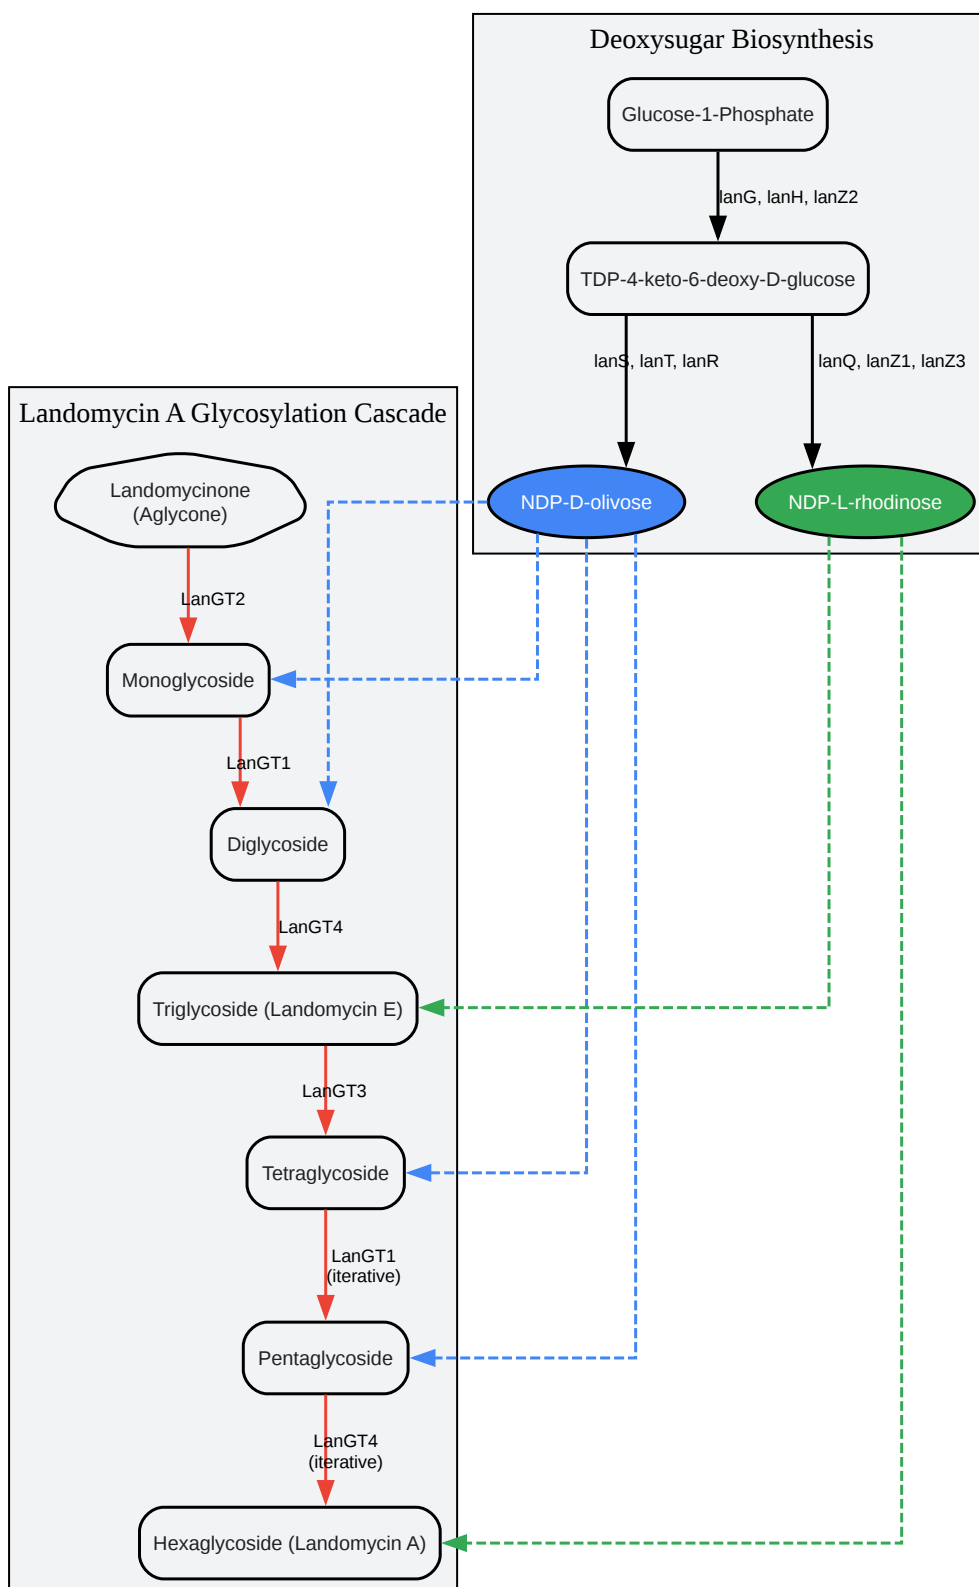 Deoxysugar Biosynthesis
Glucose-1-Phosphate
lanG, lanH, lanZ2
TDP-4-keto-6-deoxy-D-glucose
lanS, lanT, lanR
lanQ, lanZ1, lanZ3
NDP-D-olivose
NDP-L-rhodinose
Landomycin A Glycosylation Cascade
Landomycinone
(Aglycone)
LanGT2
Monoglycoside
LanGT1
Diglycoside
LanGT4
Triglycoside (Landomycin E)
LanGT3
Tetraglycoside
LanGT1
(iterative)
Pentaglycoside
LanGT4
(iterative)
Hexaglycoside (Landomycin A)